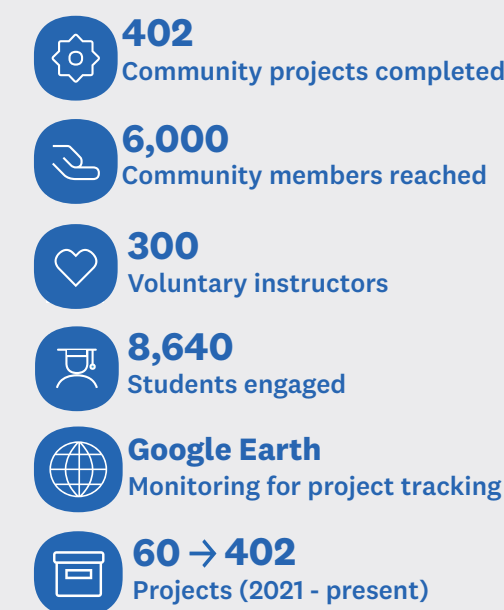 402
Community projects completed
6,000
Community members reached
300
Voluntary instructors
8,640
Students engaged
Google Earth
Monitoring for project tracking
60 → 402
Projects (2021 - present)